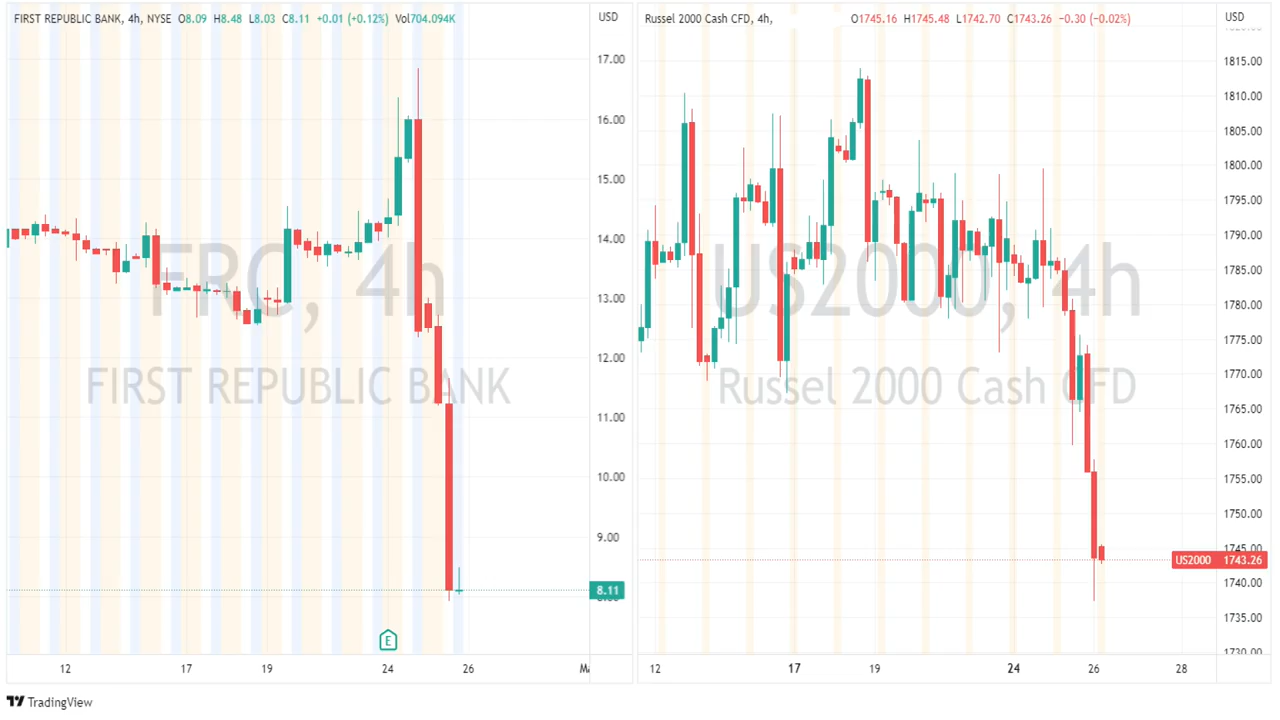 FIRST REPUBLIC BANK, 4h, NYSE O8.09 H8.48 L8.03 C8.11 +0.01 (+0.12%) Vol704.094K
USD
17.00
16.00
15.00
14.00
13.00
12.00
11.00
10.00
9.00
8.11
FRC, 4h
FIRST REPUBLIC BANK
E
12 17 19 24 26
Russel 2000 Cash CFD, 4h, O1745.16 H1745.48 L1742.70 C1743.26 −0.30 (−0.02%)
USD
1815.00
1810.00
1805.00
1800.00
1795.00
1790.00
1785.00
1780.00
1775.00
1770.00
1765.00
1760.00
1755.00
1750.00
1745.00
US2000 1743.26
1740.00
1735.00
1730.00
US2000, 4h
Russel 2000 Cash CFD
12 17 19 24 26 28
TradingView